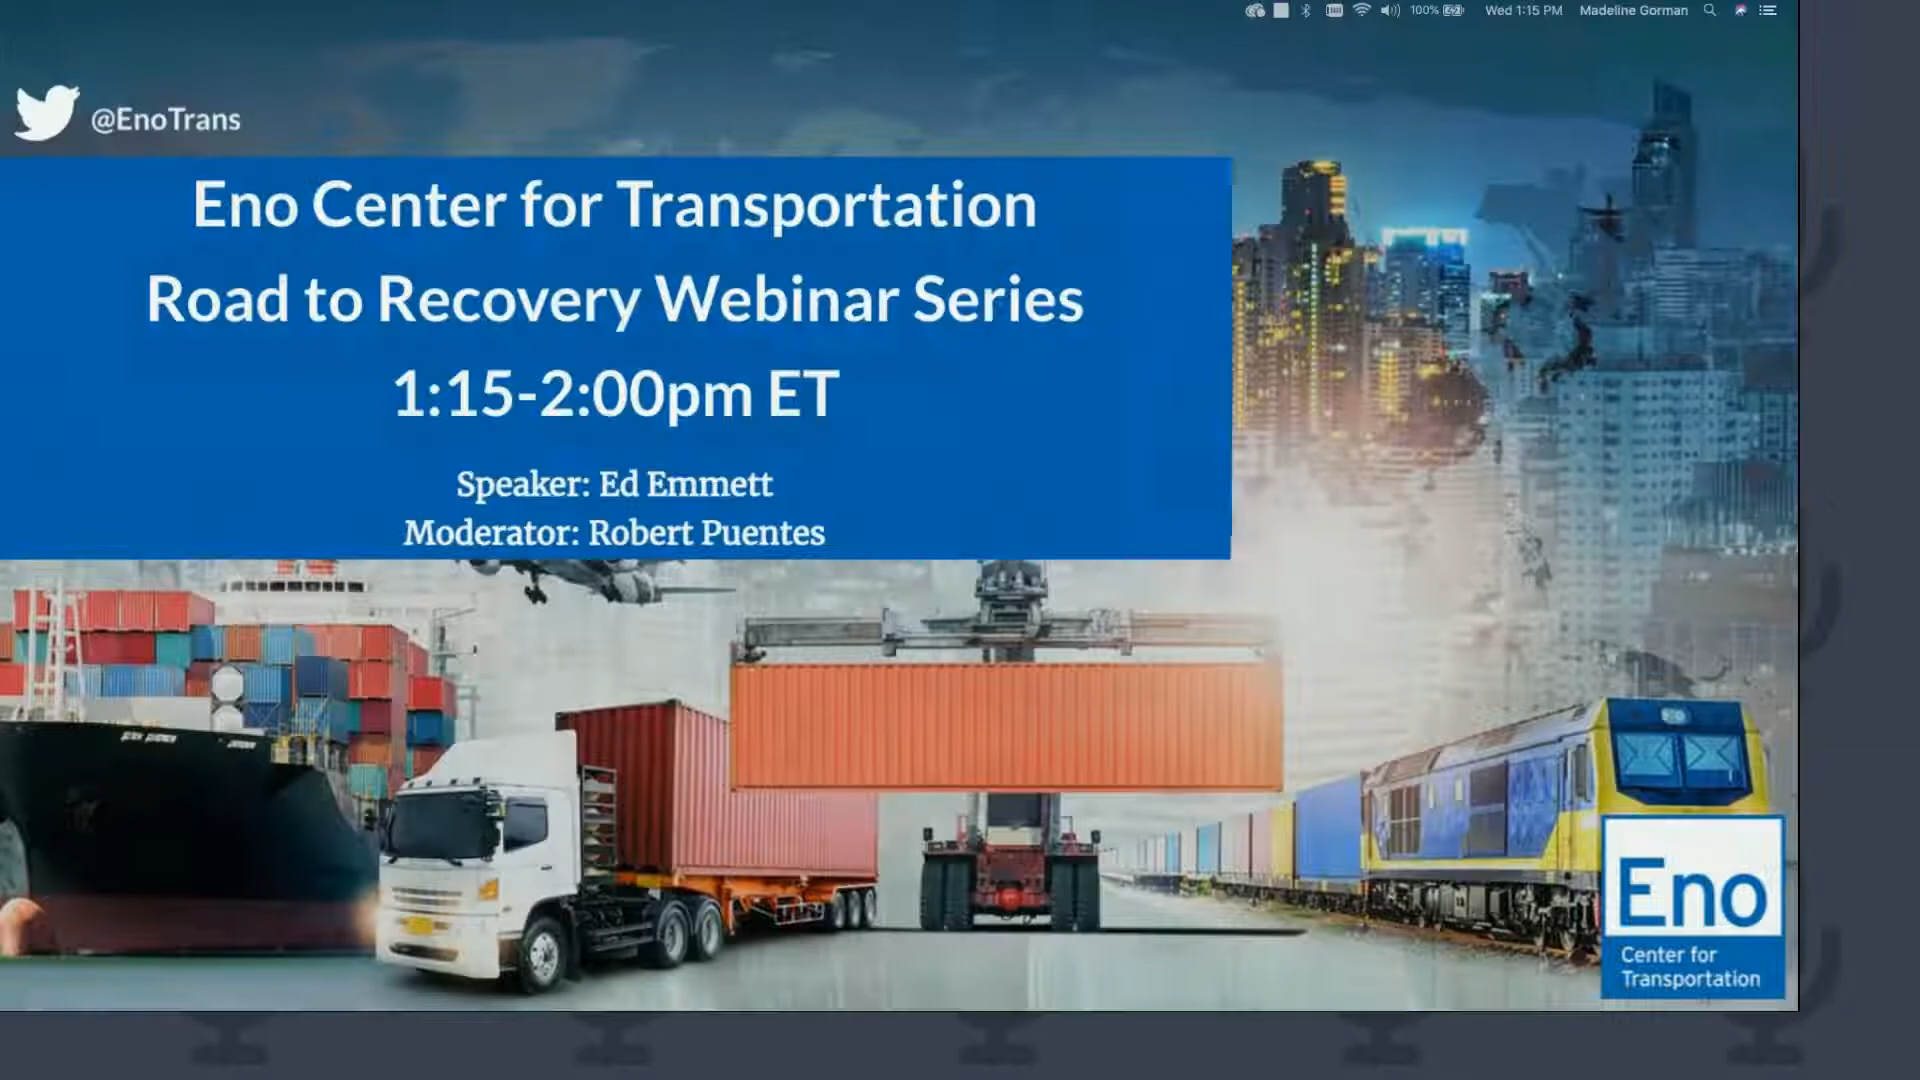 100%
Wed 1:15 PM
Madeline Gorman
@EnoTrans
Eno Center for Transportation
Road to Recovery Webinar Series
1:15-2:00pm ET
Speaker: Ed Emmett
Moderator: Robert Puentes
Eno
Center for
Transportation